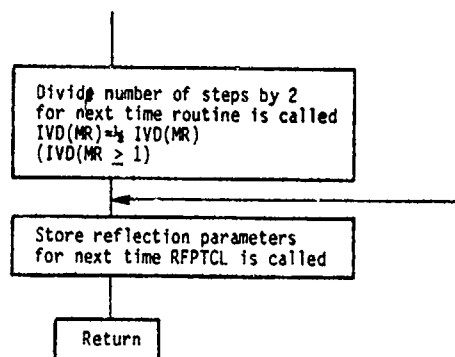 Divide number of steps by 2
for next time routine is called
IVD(MR)=½ IVD(MR)
(IVD(MR ≥ 1)
Store reflection parameters
for next time RFPTCL is called
Return